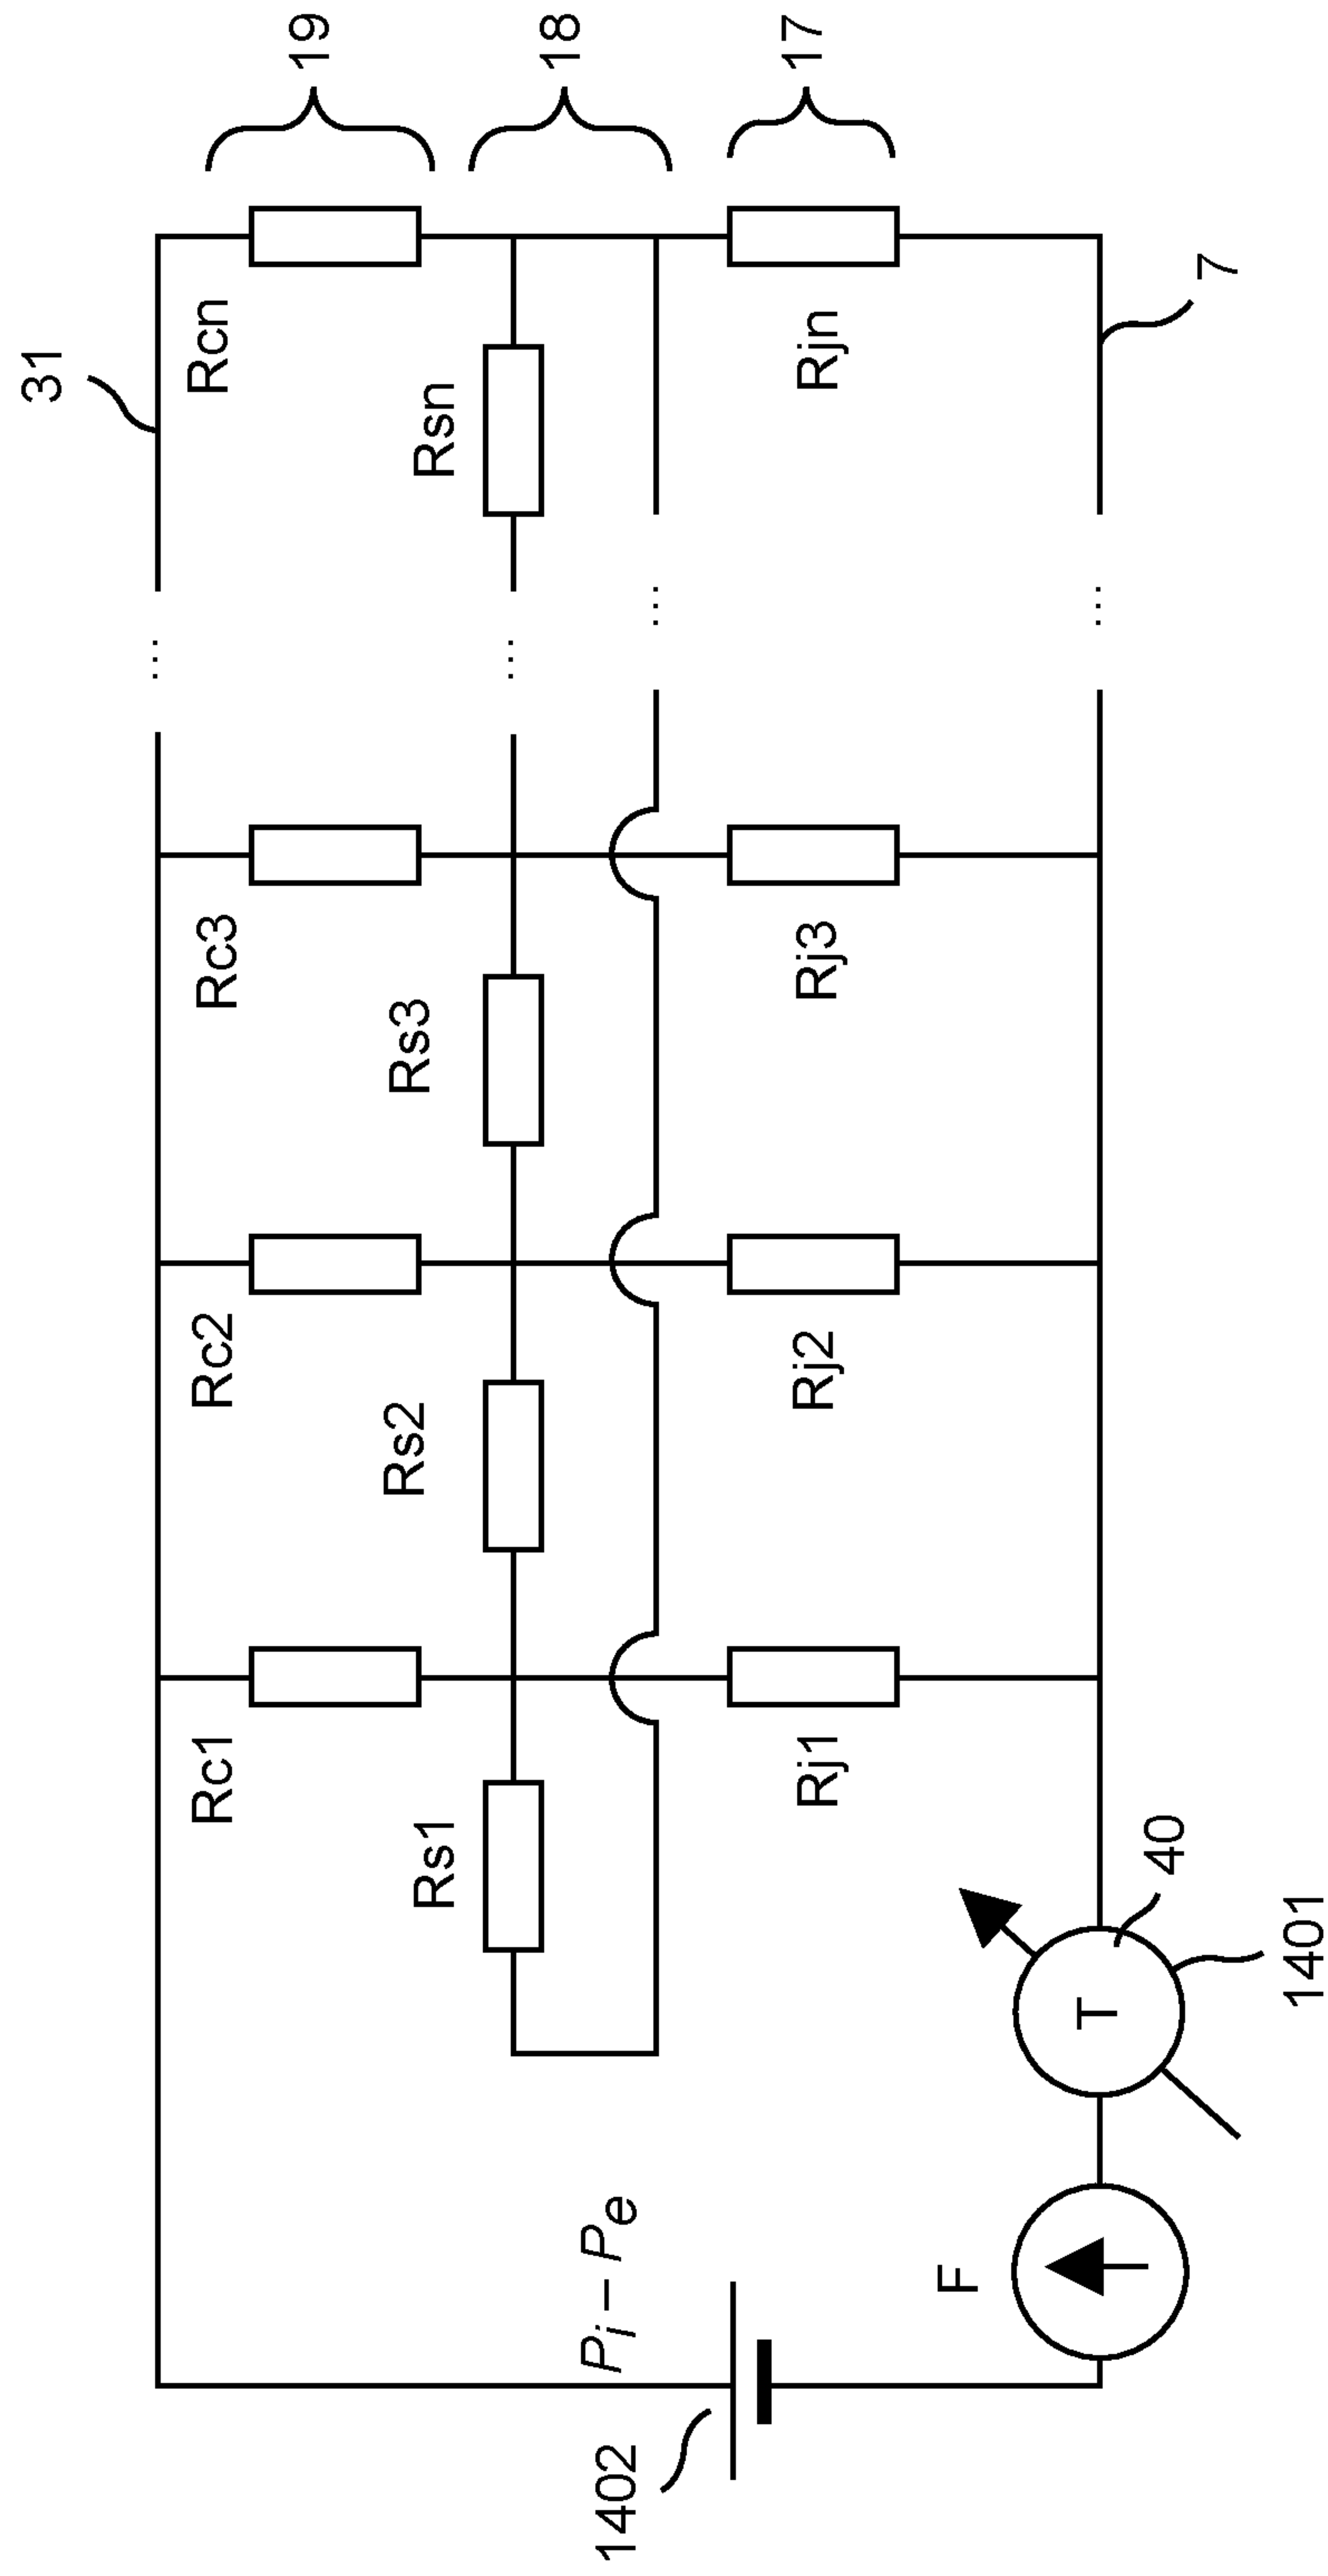 31
19
18
17
7
Rc1
Rc2
Rc3
Rcn
Rs1
Rs2
Rs3
...
Rsn
...
...
...
Rj1
Rj2
Rj3
Rjn
1402
Pi – Pe
F
T
40
1401